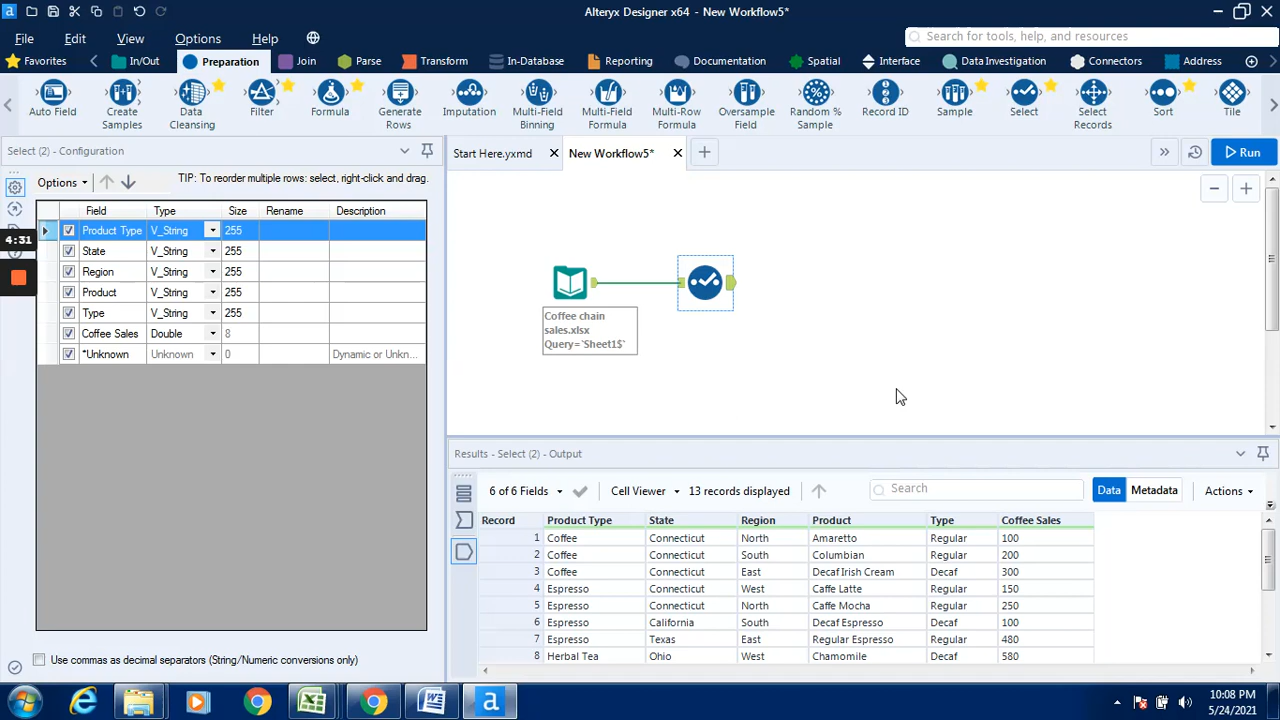 a
Alteryx Designer x64 - New Workflow5*
File Edit View Options Help
Search for tools, help, and resources
Favorites In/Out Preparation Join Parse Transform In-Database Reporting Documentation Spatial Interface Data Investigation Connectors Address
Auto Field
Create Samples
Data Cleansing
Filter
Formula
Generate Rows
Imputation
Multi-Field Binning
Multi-Field Formula
Multi-Row Formula
Oversample Field
Random % Sample
Record ID
Sample
Select
Select Records
Sort
Tile
Select (2) - Configuration
Start Here.yxmd New Workflow5* Run
Options TIP: To reorder multiple rows: select, right-click and drag.
Field Type Size Rename Description
Product Type V_String 255
State V_String 255
Region V_String 255
Product V_String 255
Type V_String 255
Coffee Sales Double 8
*Unknown Unknown 0 Dynamic or Unkn...
4:31
Use commas as decimal separators (String/Numeric conversions only)
Coffee chain
sales.xlsx
Query=`Sheet1$`
Results - Select (2) - Output
6 of 6 Fields Cell Viewer 13 records displayed Search Data Metadata Actions
Record Product Type State Region Product Type Coffee Sales
1 Coffee Connecticut North Amaretto Regular 100
2 Coffee Connecticut South Columbian Regular 200
3 Coffee Connecticut East Decaf Irish Cream Decaf 300
4 Espresso Connecticut West Caffe Latte Regular 150
5 Espresso Connecticut North Caffe Mocha Regular 250
6 Espresso California South Decaf Espresso Decaf 100
7 Espresso Texas East Regular Espresso Regular 480
8 Herbal Tea Ohio West Chamomile Decaf 580
a
10:08 PM
5/24/2021